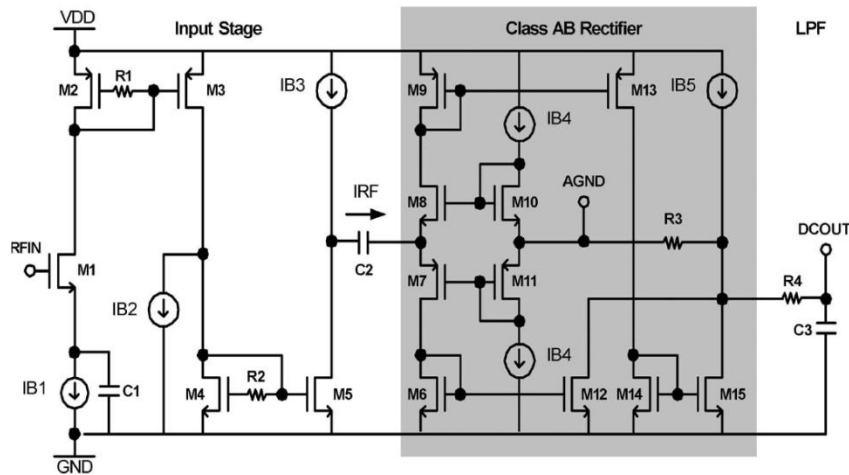 VDD
Input Stage
Class AB Rectifier
LPF
M2
R1
M3
IB3
M9
M13
IB5
IB4
AGND
M8
M10
IRF
R3
DCOUT
RFIN
M1
C2
M7
M11
R4
IB2
C3
IB4
IB1
C1
M4
R2
M5
M6
M12
M14
M15
GND